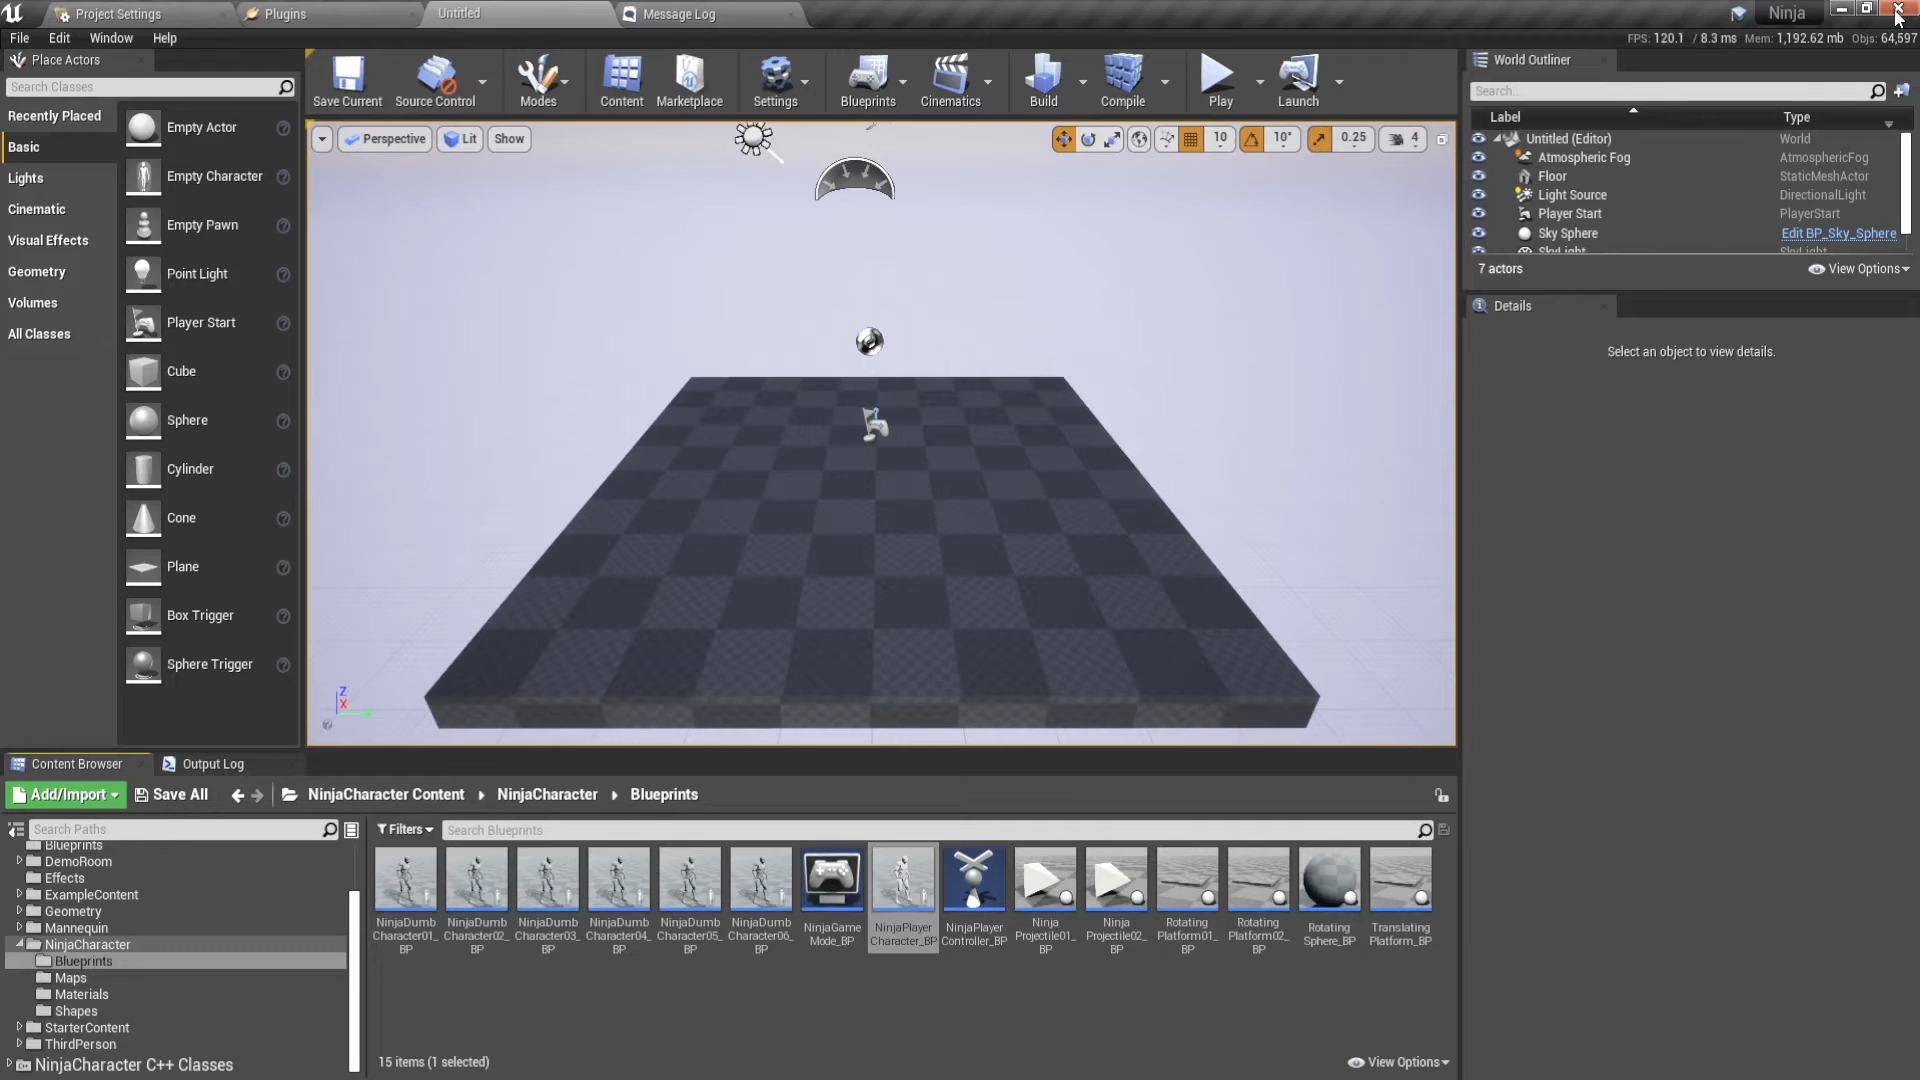 Project Settings
Plugins
Untitled
Message Log
Ninja
File Edit Window Help
FPS: 120.1 / 8.3 ms Mem: 1,192.62 mb Objs: 64,597
Place Actors
Search Classes
Recently Placed
Basic
Lights
Cinematic
Visual Effects
Geometry
Volumes
All Classes
Empty Actor
Empty Character
Empty Pawn
Point Light
Player Start
Cube
Sphere
Cylinder
Cone
Plane
Box Trigger
Sphere Trigger
Save Current
Source Control
Modes
Content
Marketplace
Settings
Blueprints
Cinematics
Build
Compile
Play
Launch
Perspective
Lit
Show
10
10°
0.25
4
Z
X
World Outliner
Search...
Label Type
Untitled (Editor) World
Atmospheric Fog AtmosphericFog
Floor StaticMeshActor
Light Source DirectionalLight
Player Start PlayerStart
Sky Sphere Edit BP_Sky_Sphere
SkyLight SkyLight
7 actors
View Options
Details
Select an object to view details.
Content Browser
Output Log
Add/Import
Save All
NinjaCharacter Content
NinjaCharacter
Blueprints
Search Paths
Blueprints
DemoRoom
Effects
ExampleContent
Geometry
Mannequin
NinjaCharacter
Blueprints
Maps
Materials
Shapes
StarterContent
ThirdPerson
NinjaCharacter C++ Classes
Filters
Search Blueprints
NinjaDumb
Character01_
BP
NinjaDumb
Character02_
BP
NinjaDumb
Character03_
BP
NinjaDumb
Character04_
BP
NinjaDumb
Character05_
BP
NinjaDumb
Character06_
BP
NinjaGame
Mode_BP
NinjaPlayer
Character_BP
NinjaPlayer
Controller_BP
Ninja
Projectile01_
BP
Ninja
Projectile02_
BP
Rotating
Platform01_
BP
Rotating
Platform02_
BP
Rotating
Sphere_BP
Translating
Platform_BP
15 items (1 selected)
View Options